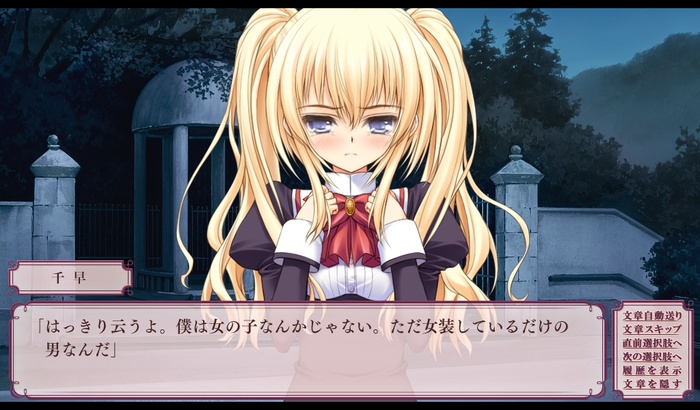 千早
「はっきり云うよ。僕は女の子なんかじゃない。ただ女装しているだけの
男なんだ」
文章自動送り
文章スキップ
直前選択肢へ
次の選択肢へ
履歴を表示
文章を隠す